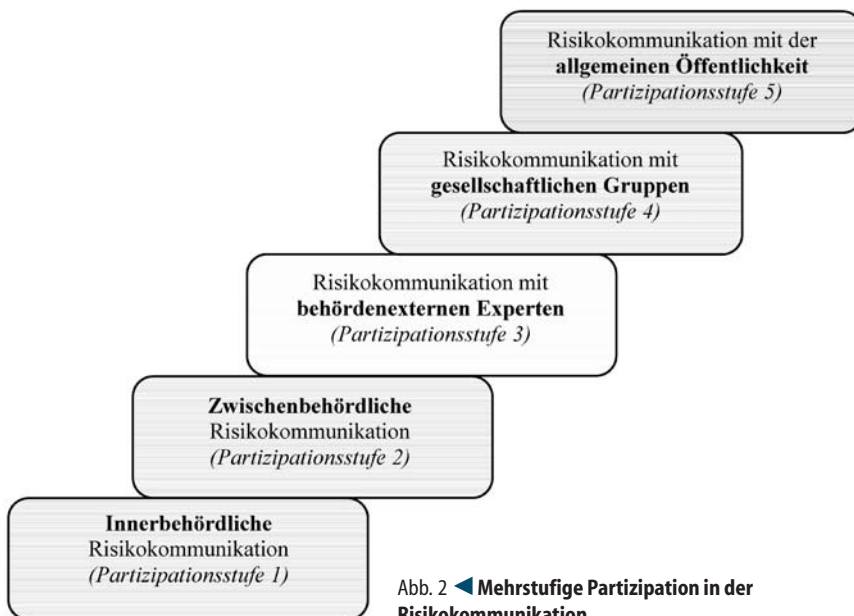 Risikokommunikation mit der
allgemeinen Öffentlichkeit
(Partizipationsstufe 5)
Risikokommunikation mit
gesellschaftlichen Gruppen
(Partizipationsstufe 4)
Risikokommunikation mit
behördenexternen Experten
(Partizipationsstufe 3)
Zwischenbehördliche
Risikokommunikation
(Partizipationsstufe 2)
Innerbehördliche
Risikokommunikation
(Partizipationsstufe 1)
Abb. 2 ◀ Mehrstufige Partizipation in der
Risikokommunikation